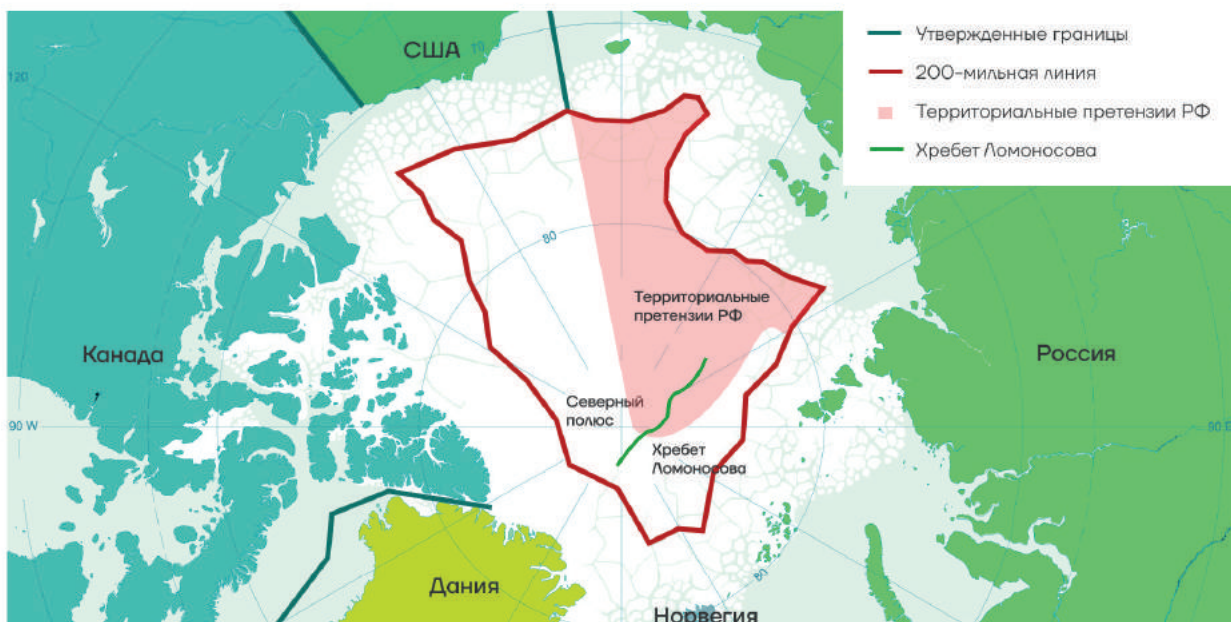 США
70
120
Утвержденные границы
200-мильная линия
Территориальные претензии РФ
Хребет Ломоносова
80
Территориальные
претензии РФ
Канада
Россия
Северный
полюс
90 W
Хребет
Ломоносова
80
Дания
Норвегия